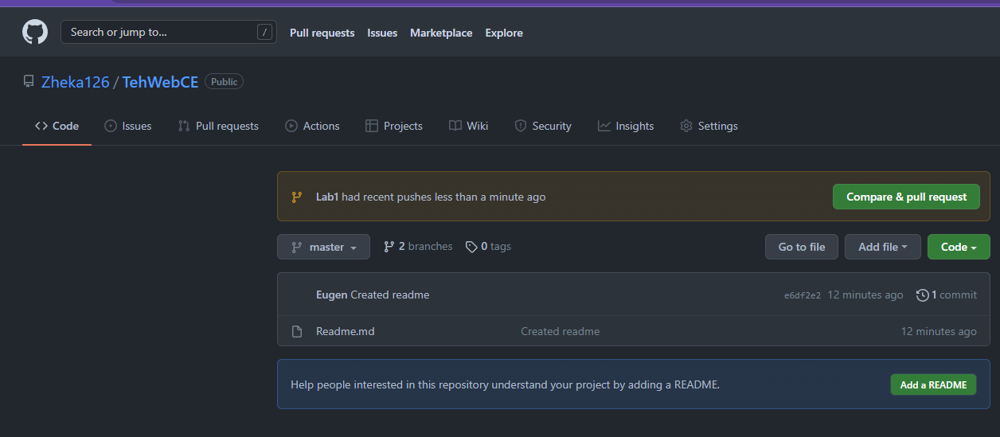 Search or jump to... /
Pull requests Issues Marketplace Explore
Zheka126 / TehWebCE Public
Code Issues Pull requests Actions Projects Wiki Security Insights Settings
Lab1 had recent pushes less than a minute ago Compare & pull request
master 2 branches 0 tags Go to file Add file Code
Eugen Created readme e6df2e2 12 minutes ago 1 commit
Readme.md Created readme 12 minutes ago
Help people interested in this repository understand your project by adding a README. Add a README